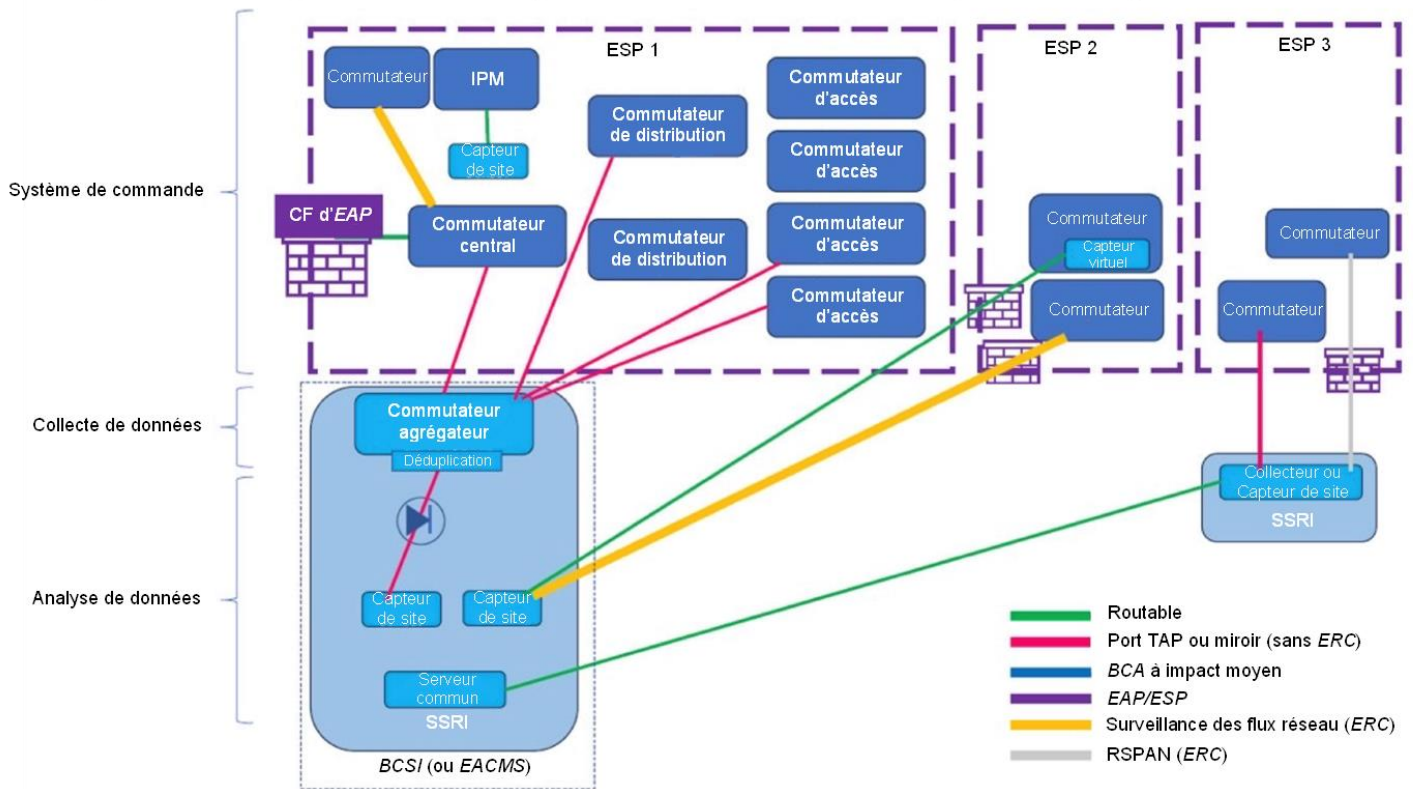 ESP 1
ESP 2
ESP 3
Commutateur
IPM
Commutateur
d'accès
Commutateur
de distribution
Capteur
de site
Commutateur
d'accès
Système de commande
CF d'EAP
Commutateur
central
Commutateur
de distribution
Commutateur
d'accès
Commutateur
d'accès
Commutateur
Capteur
virtuel
Commutateur
Commutateur
Commutateur
Collecte de données
Commutateur
agrégateur
Déduplication
Collecteur ou
Capteur de site
SSRI
Analyse de données
Capteur
de site
Capteur
de site
Serveur
commun
SSRI
BCSI (ou EACMS)
Routable
Port TAP ou miroir (sans ERC)
BCA à impact moyen
EAP/ESP
Surveillance des flux réseau (ERC)
RSPAN (ERC)